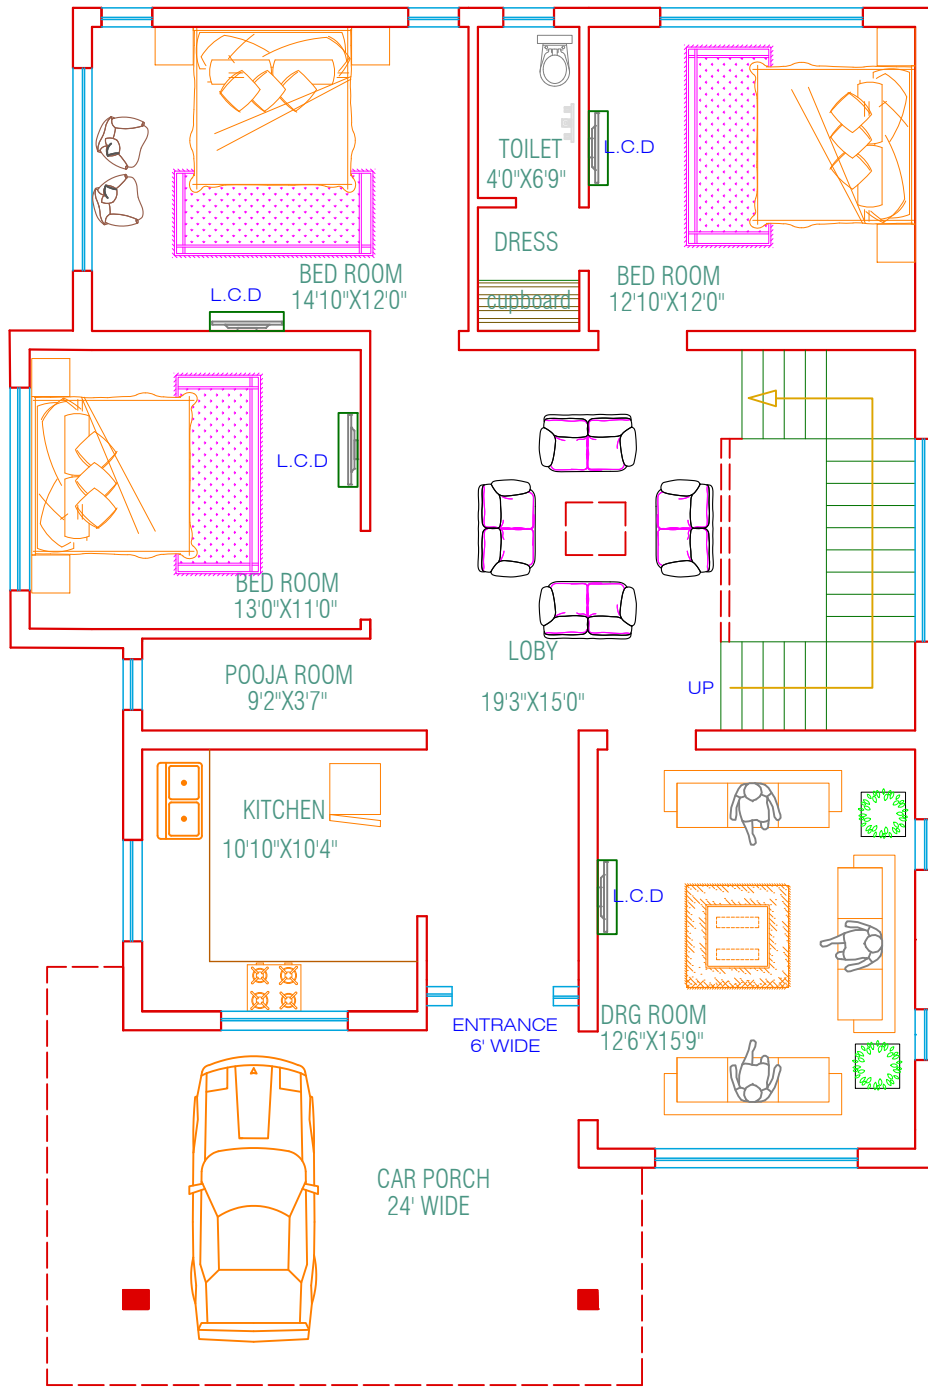 TOILET
4'0"X6'9"
L.C.D
DRESS
BED ROOM
14'10"X12'0"
L.C.D
cupboard
BED ROOM
12'10"X12'0"
L.C.D
BED ROOM
13'0"X11'0"
LOBY
19'3"X15'0"
UP
POOJA ROOM
9'2"X3'7"
KITCHEN
10'10"X10'4"
L.C.D
ENTRANCE
6' WIDE
DRG ROOM
12'6"X15'9"
CAR PORCH
24' WIDE